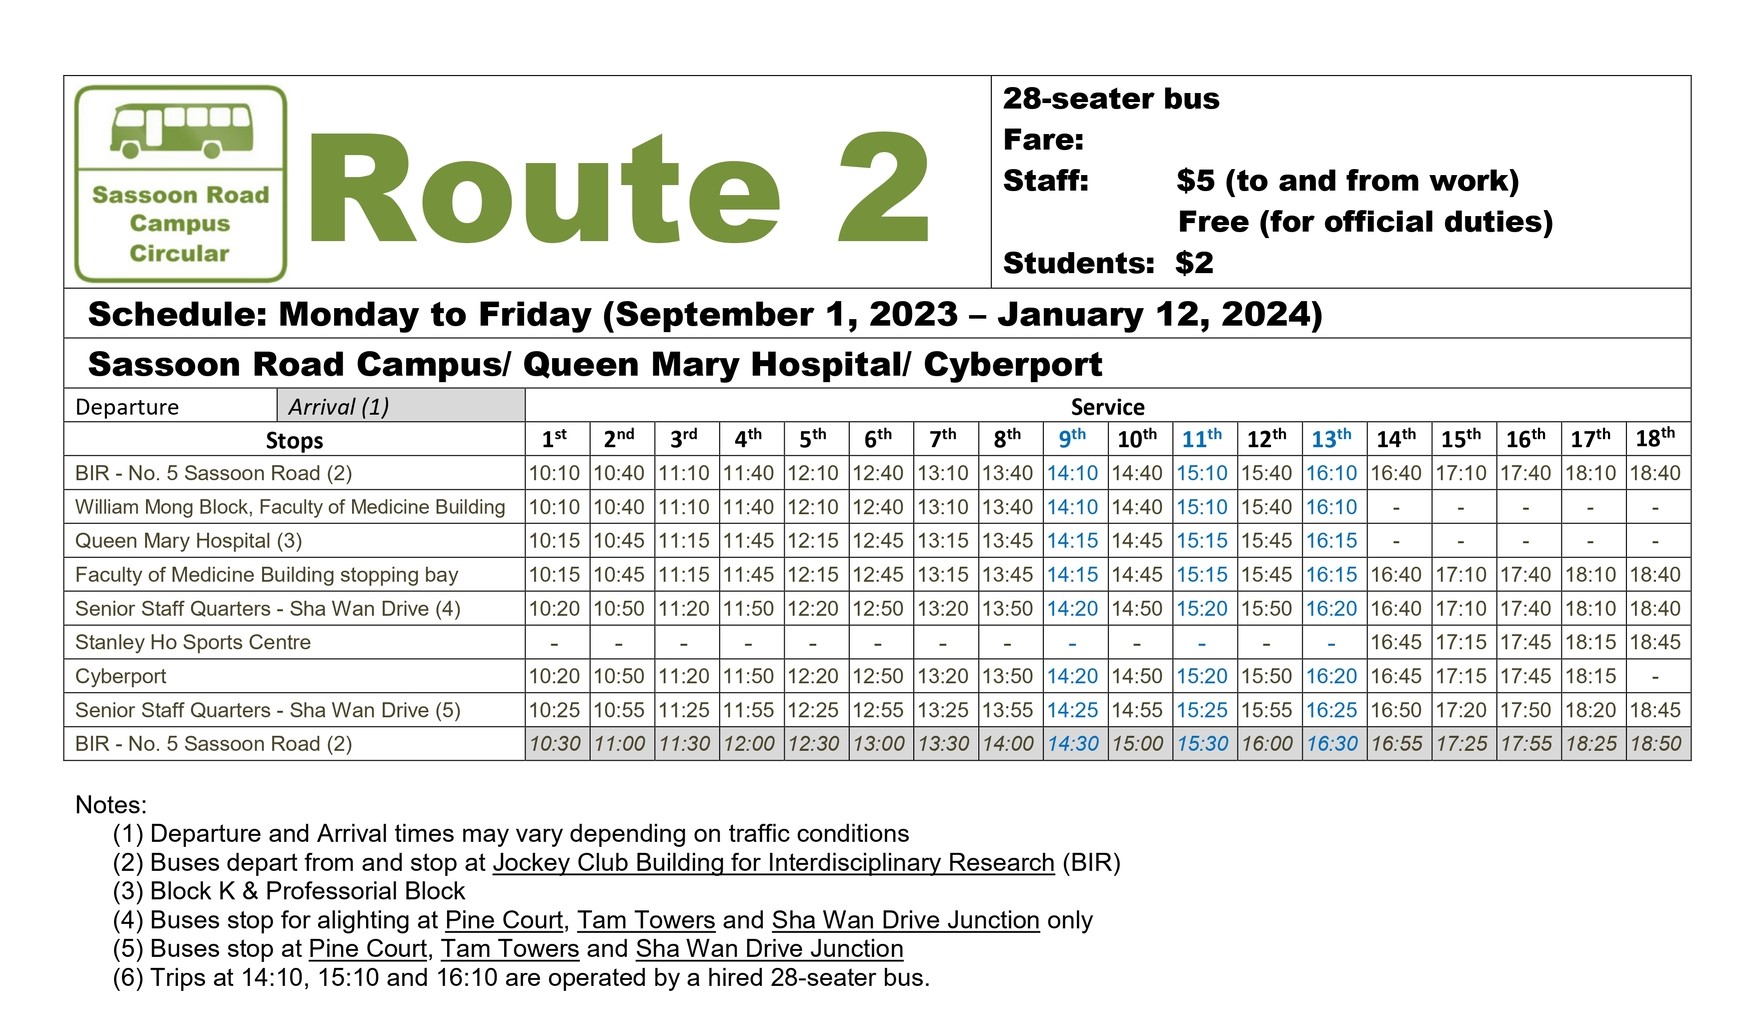 Sassoon Road
Campus
Circular
Route 2
28-seater bus
Fare:
Staff: $5 (to and from work)
Free (for official duties)
Students: $2
Schedule: Monday to Friday (September 1, 2023 – January 12, 2024)
Sassoon Road Campus/ Queen Mary Hospital/ Cyberport
Departure Arrival (1) Service
Stops 1st 2nd 3rd 4th 5th 6th 7th 8th 9th 10th 11th 12th 13th 14th 15th 16th 17th 18th
BIR - No. 5 Sassoon Road (2) 10:10 10:40 11:10 11:40 12:10 12:40 13:10 13:40 14:10 14:40 15:10 15:40 16:10 16:40 17:10 17:40 18:10 18:40
William Mong Block, Faculty of Medicine Building 10:10 10:40 11:10 11:40 12:10 12:40 13:10 13:40 14:10 14:40 15:10 15:40 16:10 - - - - -
Queen Mary Hospital (3) 10:15 10:45 11:15 11:45 12:15 12:45 13:15 13:45 14:15 14:45 15:15 15:45 16:15 - - - - -
Faculty of Medicine Building stopping bay 10:15 10:45 11:15 11:45 12:15 12:45 13:15 13:45 14:15 14:45 15:15 15:45 16:15 16:40 17:10 17:40 18:10 18:40
Senior Staff Quarters - Sha Wan Drive (4) 10:20 10:50 11:20 11:50 12:20 12:50 13:20 13:50 14:20 14:50 15:20 15:50 16:20 16:40 17:10 17:40 18:10 18:40
Stanley Ho Sports Centre - - - - - - - - - - - - - 16:45 17:15 17:45 18:15 18:45
Cyberport 10:20 10:50 11:20 11:50 12:20 12:50 13:20 13:50 14:20 14:50 15:20 15:50 16:20 16:45 17:15 17:45 18:15 -
Senior Staff Quarters - Sha Wan Drive (5) 10:25 10:55 11:25 11:55 12:25 12:55 13:25 13:55 14:25 14:55 15:25 15:55 16:25 16:50 17:20 17:50 18:20 18:45
BIR - No. 5 Sassoon Road (2) 10:30 11:00 11:30 12:00 12:30 13:00 13:30 14:00 14:30 15:00 15:30 16:00 16:30 16:55 17:25 17:55 18:25 18:50
Notes:
(1) Departure and Arrival times may vary depending on traffic conditions
(2) Buses depart from and stop at Jockey Club Building for Interdisciplinary Research (BIR)
(3) Block K & Professorial Block
(4) Buses stop for alighting at Pine Court, Tam Towers and Sha Wan Drive Junction only
(5) Buses stop at Pine Court, Tam Towers and Sha Wan Drive Junction
(6) Trips at 14:10, 15:10 and 16:10 are operated by a hired 28-seater bus.